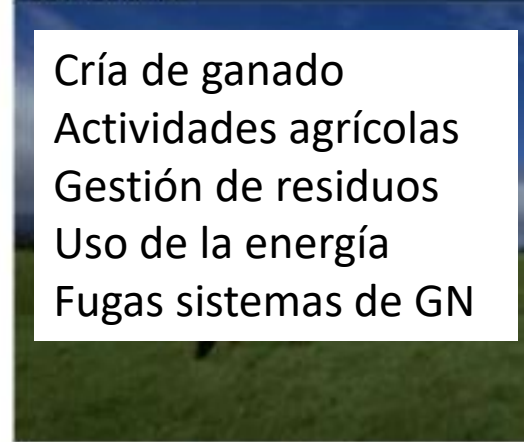 Cría de ganado
Actividades agrícolas
Gestión de residuos
Uso de la energía
Fugas sistemas de GN